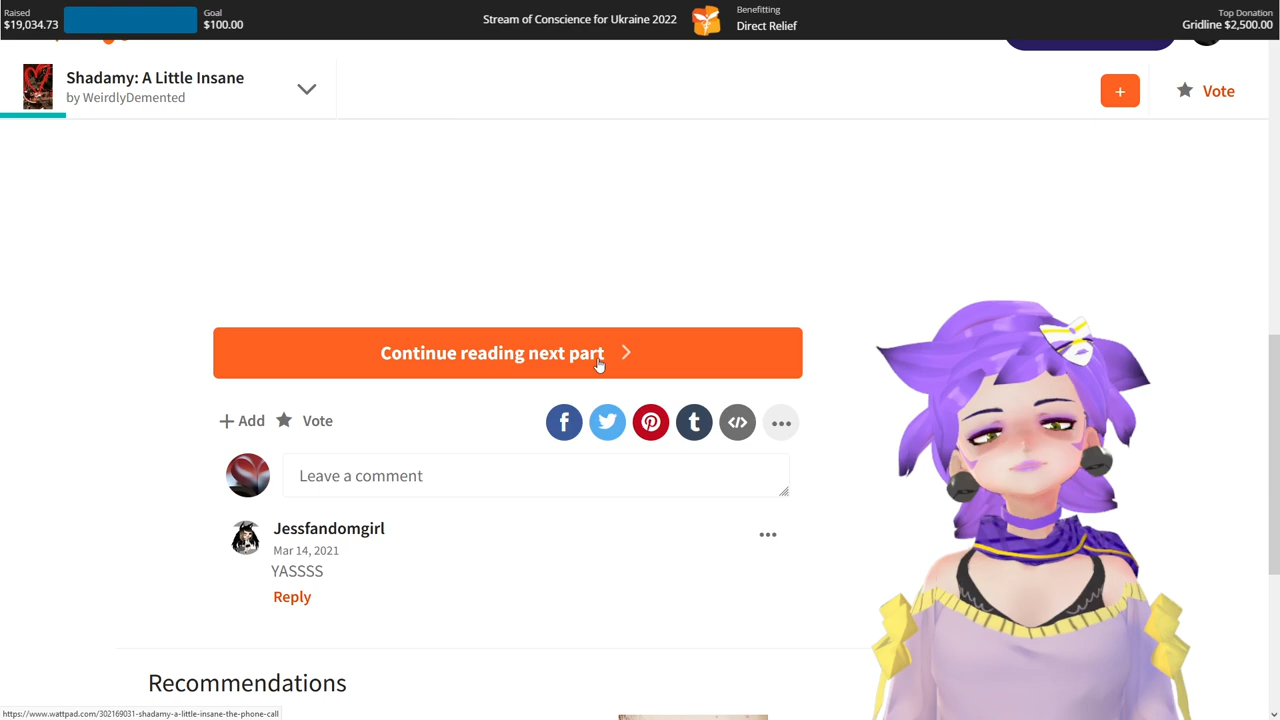 Raised
$19,034.73
Goal
$100.00
Stream of Conscience for Ukraine 2022
Benefitting
Direct Relief
Top Donation
Gridline $2,500.00
Shadamy: A Little Insane
by WeirdlyDemented
+
Vote
Continue reading next part
+ Add
Vote
Leave a comment
Jessfandomgirl
Mar 14, 2021
YASSSS
Reply
Recommendations
https://www.wattpad.com/302169031-shadamy-a-little-insane-the-phone-call